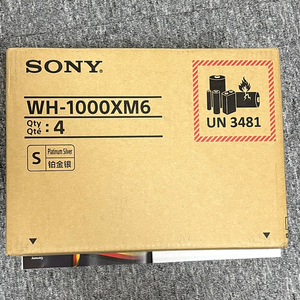 SONY®
WH-1000XM6
Qty
Qté : 4
S
Platinum Silver
铂金银
UN 3481